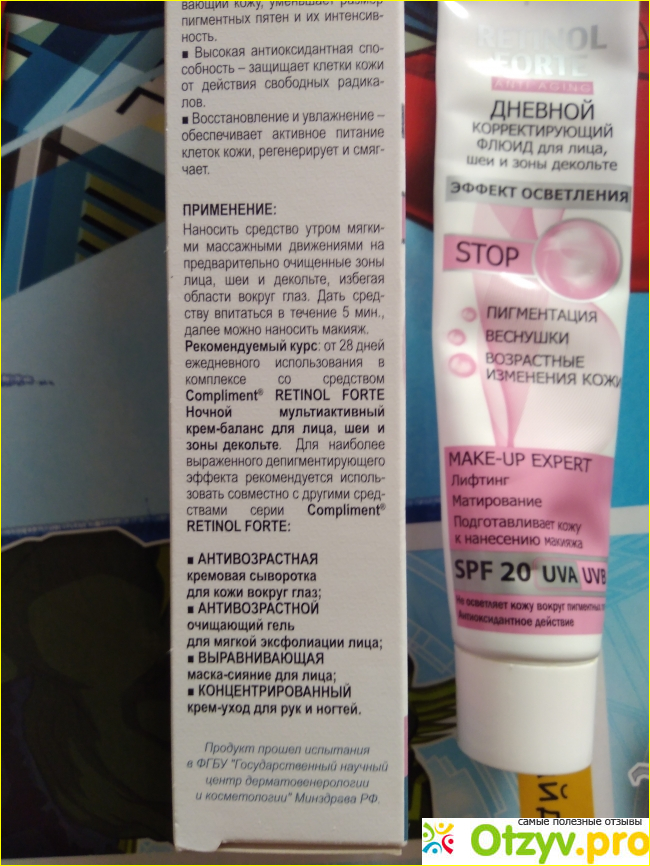 вающий кожу, уменьшает размер
пигментных пятен и их интенсив-
ность.
■ Высокая антиоксидантная спо-
собность – защищает клетки кожи
от действия свободных радика-
лов.
■ Восстановление и увлажнение –
обеспечивает активное питание
клеток кожи, регенерирует и смяг-
чает.
ПРИМЕНЕНИЕ:
Наносить средство утром мягки-
ми массажными движениями на
предварительно очищенные зоны
лица, шеи и декольте, избегая
области вокруг глаз. Дать сред-
ству впитаться в течение 5 мин.,
далее можно наносить макияж.
Рекомендуемый курс: от 28 дней
ежедневного использования в
комплексе со средством
Compliment® RETINOL FORTE
Ночной мультиактивный
крем-баланс для лица, шеи и
зоны декольте. Для наиболее
выраженного депигментирующего
эффекта рекомендуется исполь-
зовать совместно с другими сред-
ствами серии Compliment®
RETINOL FORTE:
■ АНТИВОЗРАСТНАЯ
кремовая сыворотка
для кожи вокруг глаз;
■ АНТИВОЗРАСТНОЙ
очищающий гель
для мягкой эксфолиации лица;
■ ВЫРАВНИВАЮЩАЯ
маска-сияние для лица;
■ КОНЦЕНТРИРОВАННЫЙ
крем-уход для рук и ногтей.
Продукт прошел испытания
в ФГБУ "Государственный научный
центр дерматовенерологии
и косметологии" Минздрава РФ.
RETINOL
FORTE
ANTI-AGING
ДНЕВНОЙ
КОРРЕКТИРУЮЩИЙ
ФЛЮИД для лица,
шеи и зоны декольте
ЭФФЕКТ ОСВЕТЛЕНИЯ
STOP
ПИГМЕНТАЦИЯ
ВЕСНУШКИ
ВОЗРАСТНЫЕ
ИЗМЕНЕНИЯ КОЖИ
MAKE-UP EXPERT
Лифтинг
Матирование
Подготавливает кожу
к нанесению макияжа
SPF 20 UVA UVB
Не осветляет кожу вокруг пигментных
Антиоксидантное действие
самые полезные отзывы
Otzyv.pro